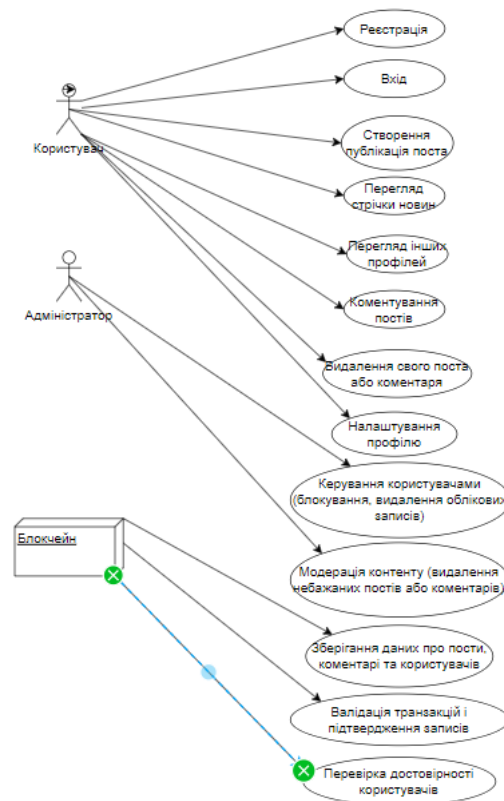 Реєстрація
Вхід
Користувач
Створення
публікація поста
Перегляд
стрічки новин
Перегляд інших
профілей
Адміністратор
Коментування
постів
Видалення свого поста
або коментаря
Налаштування
профілю
Керування користувачами
(блокування, видалення облікових
записів)
Блокчейн
Модерація контенту (видалення
небажаних постів або коментарів)
Зберігання даних про пости,
коментарі та користувачів
Валідація транзакцій і
підтвердження записів
Перевірка достовірності
користувачів